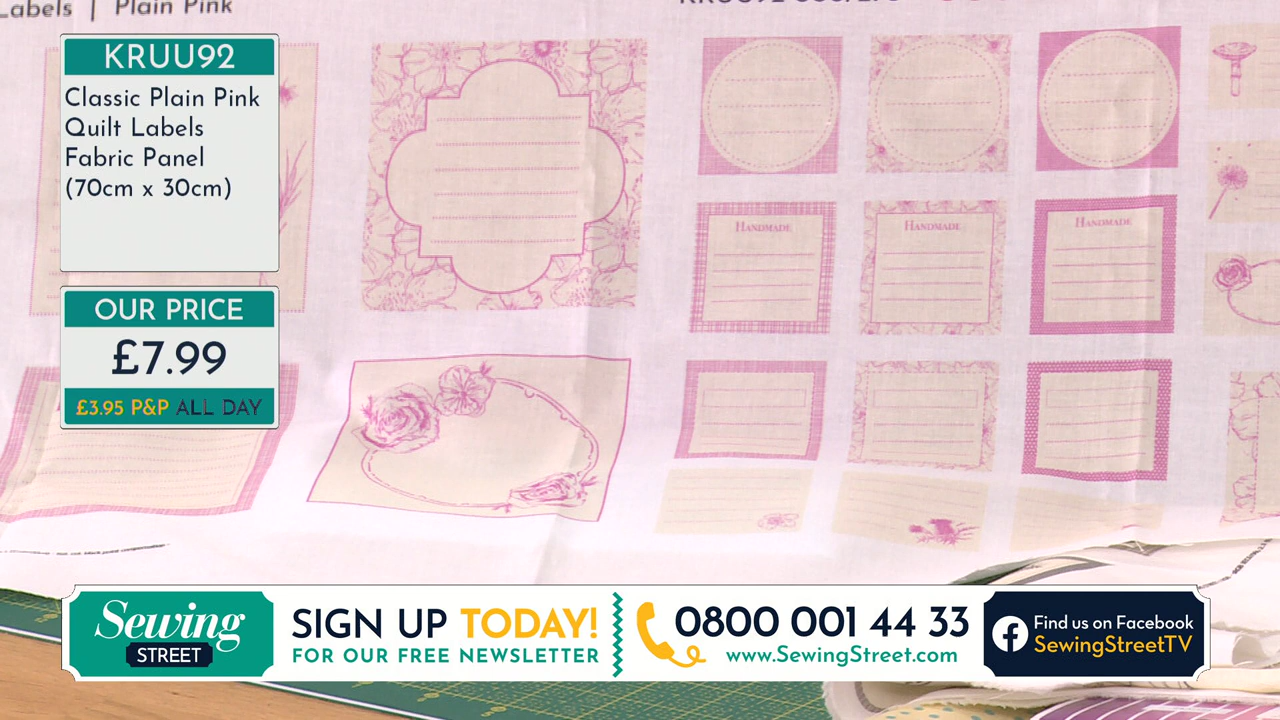 Labels | Plain Pink
KRUU92
KRUU92
Classic Plain Pink
Quilt Labels
Fabric Panel
(70cm x 30cm)
OUR PRICE
£7.99
£3.95 P&P ALL DAY
HANDMADE
HANDMADE
HANDMADE
Sewing
STREET
SIGN UP TODAY!
FOR OUR FREE NEWSLETTER
0800 001 44 33
www.SewingStreet.com
Find us on Facebook
SewingStreetTV